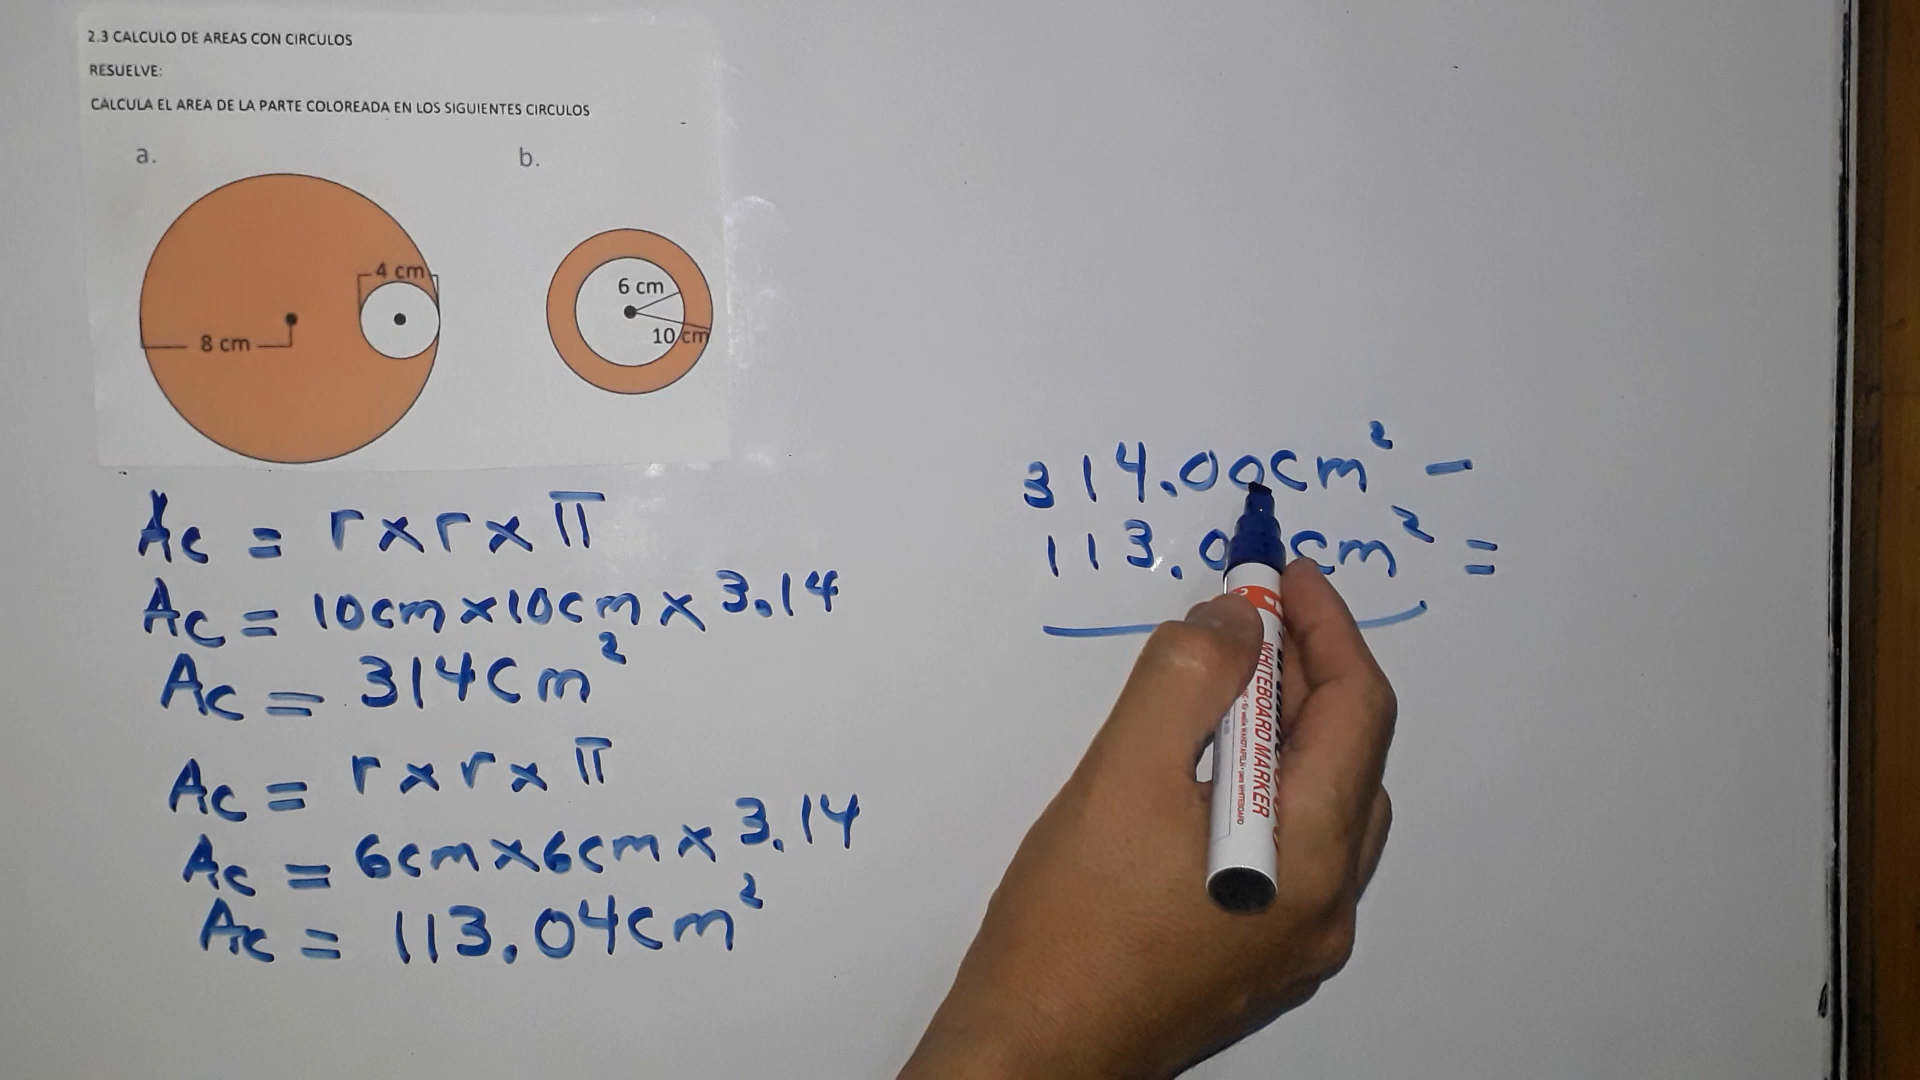 2.3 CALCULO DE AREAS CON CIRCULOS
RESUELVE:
CALCULA EL AREA DE LA PARTE COLOREADA EN LOS SIGUIENTES CIRCULOS
a.
b.
4 cm
8 cm
6 cm
10 cm
Ac = r x r x π
Ac = 10cm x 10cm x 3.14
Ac = 314cm²
Ac = r x r x π
Ac = 6cm x 6cm x 3.14
Ac = 113.04cm²
314.00cm² -
113.0 cm² =
WHITEBOARD MARKER